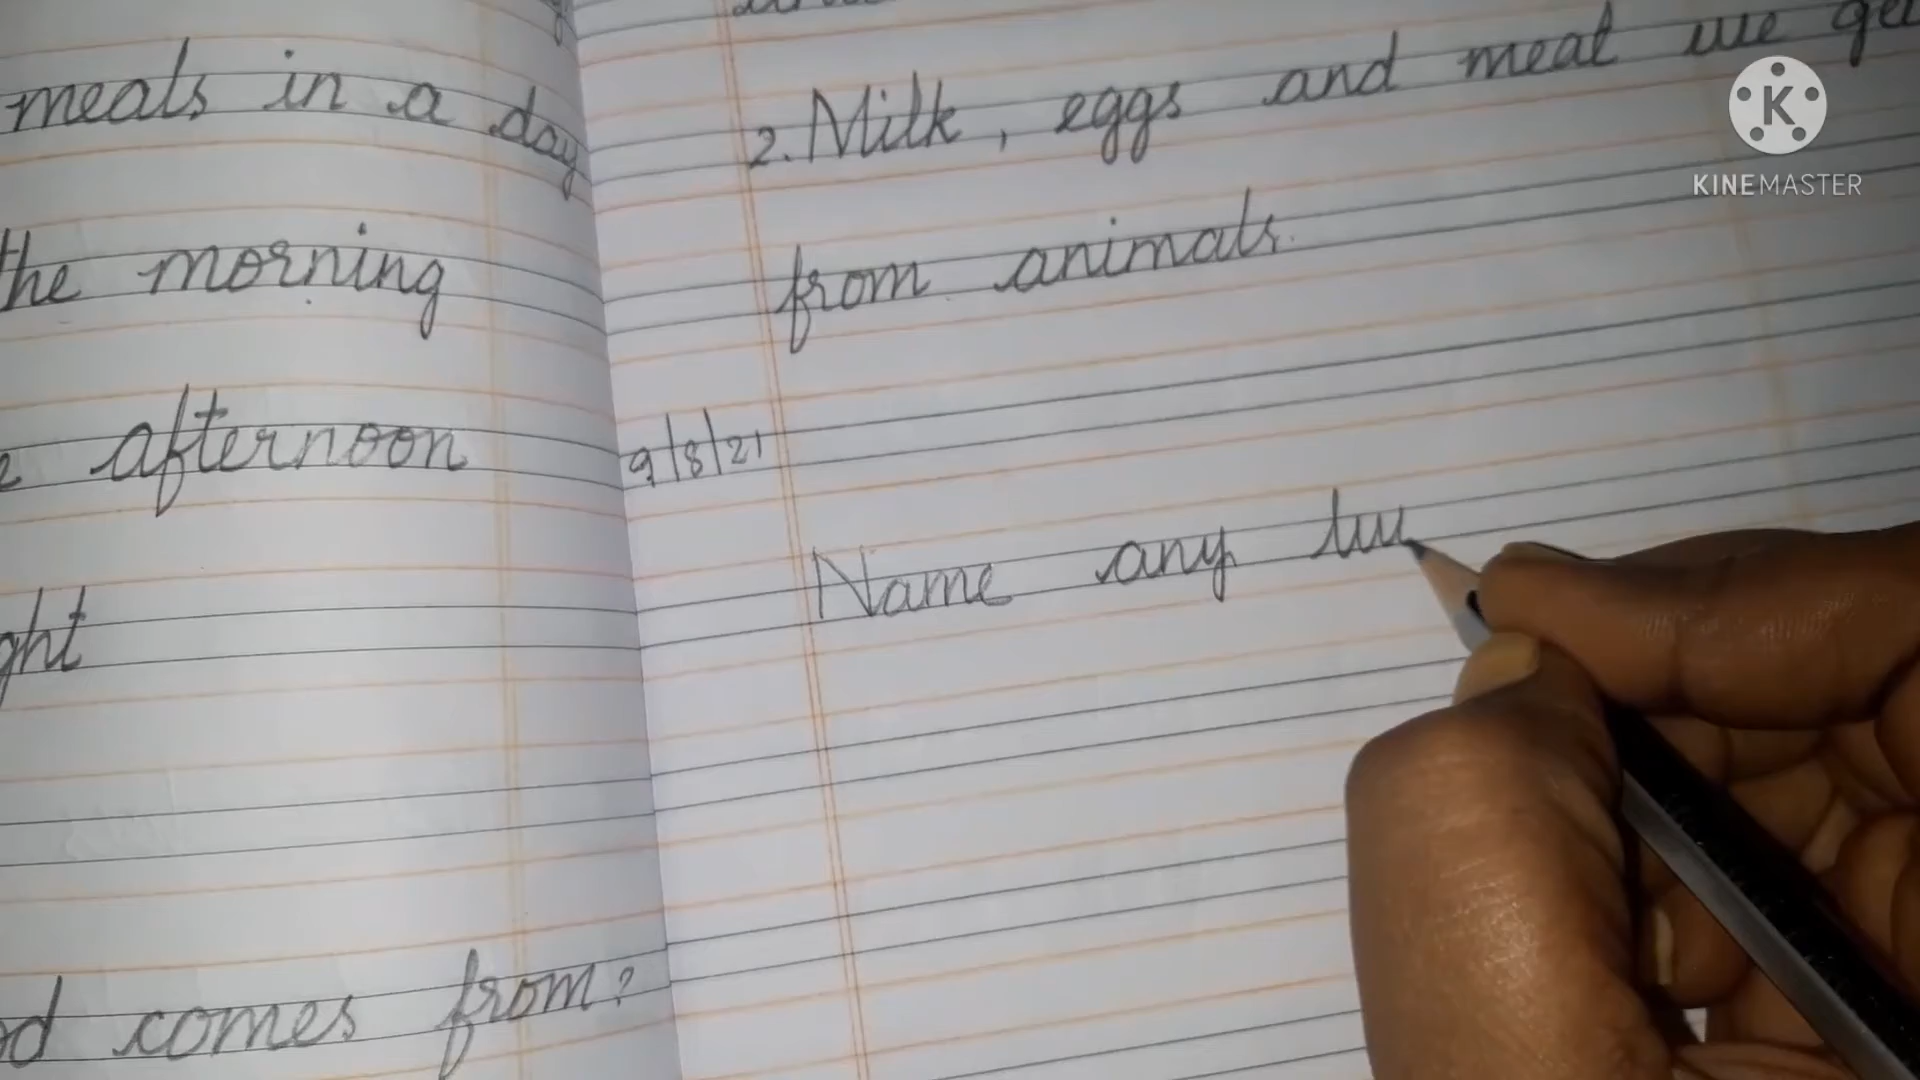 meals in a day
the morning
afternoon
ght
comes from?
2. Milk, eggs and meat we get
from animals.
9/8/21
Name any
KINEMASTER